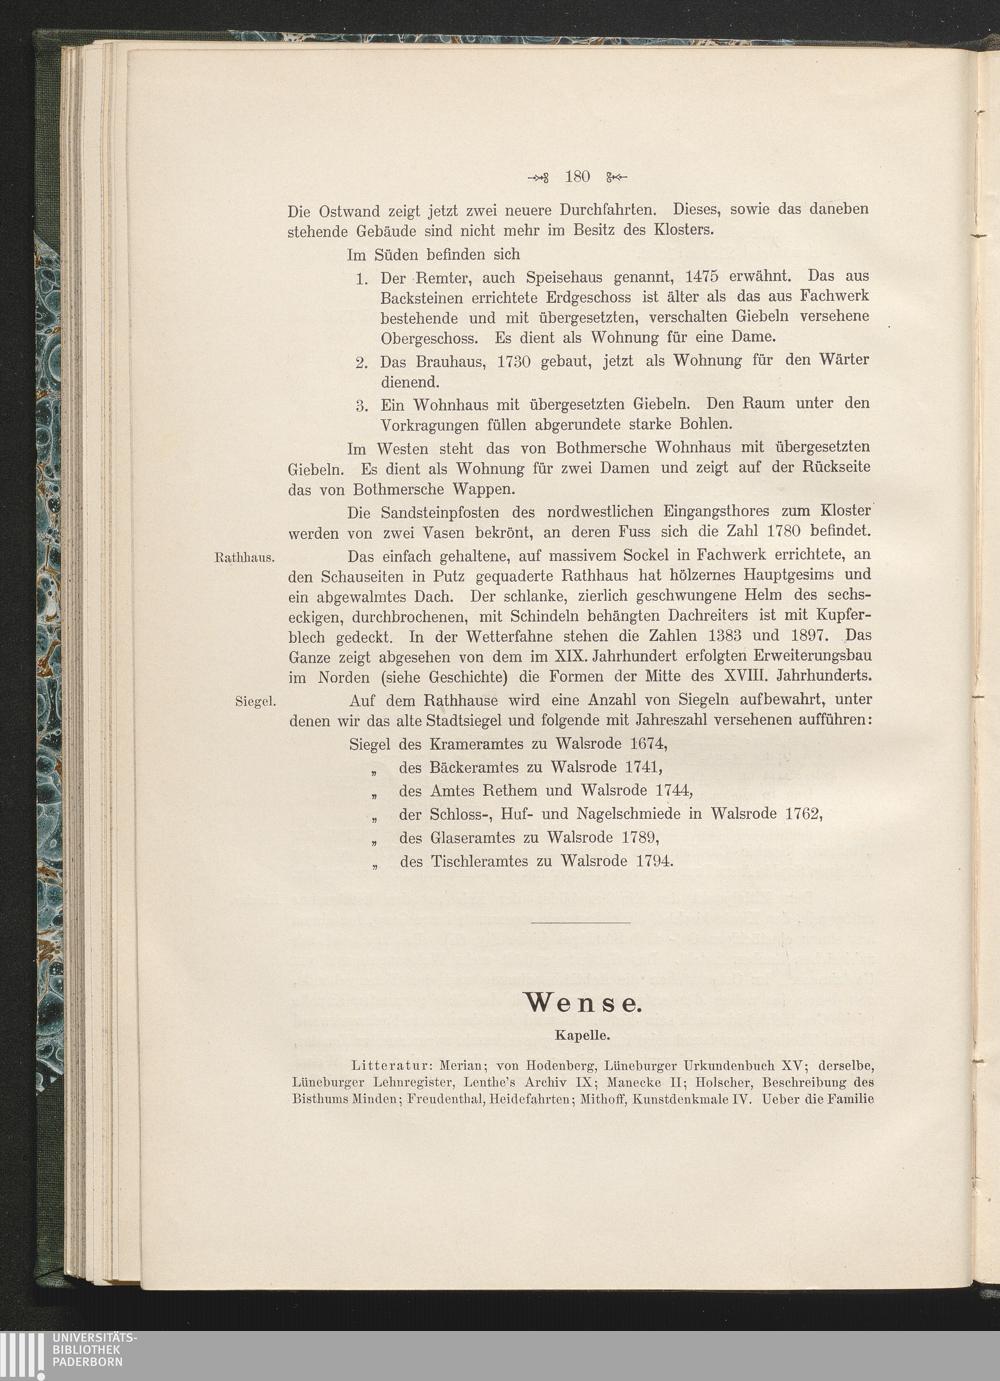 180
Die Ostwand zeigt jetzt zwei neuere Durchfahrten. Dieses, sowie das daneben
stehende Gebäude sind nicht mehr im Besitz des Klosters.
Im Süden befinden sich
1. Der Remter, auch Speisehaus genannt, 1475 erwähnt. Das aus
Backsteinen errichtete Erdgeschoss ist älter als das aus Fachwerk
bestehende und mit übergesetzten, verschalten Giebeln versehene
Obergeschoss. Es dient als Wohnung für eine Dame.
2. Das Brauhaus, 1730 gebaut, jetzt als Wohnung für den Wärter
dienend.
3. Ein Wohnhaus mit übergesetzten Giebeln. Den Raum unter den
Vorkragungen füllen abgerundete starke Bohlen.
Im Westen steht das von Bothmersche Wohnhaus mit übergesetzten
Giebeln. Es dient als Wohnung für zwei Damen und zeigt auf der Rückseite
das von Bothmersche Wappen.
Die Sandsteinpfosten des nordwestlichen Eingangsthores zum Kloster
werden von zwei Vasen bekrönt, an deren Fuss sich die Zahl 1780 befindet.
Rathhaus. Das einfach gehaltene, auf massivem Sockel in Fachwerk errichtete, an
den Schauseiten in Putz gequaderte Rathhaus hat hölzernes Hauptgesims und
ein abgewalmtes Dach. Der schlanke, zierlich geschwungene Helm des sechs-
eckigen, durchbrochenen, mit Schindeln behängten Dachreiters ist mit Kupfer-
blech gedeckt. In der Wetterfahne stehen die Zahlen 1383 und 1897. Das
Ganze zeigt abgesehen von dem im XIX. Jahrhundert erfolgten Erweiterungsbau
im Norden (siehe Geschichte) die Formen der Mitte des XVIII. Jahrhunderts.
Siegel. Auf dem Rathhause wird eine Anzahl von Siegeln aufbewahrt, unter
denen wir das alte Stadtsiegel und folgende mit Jahreszahl versehenen aufführen:
Siegel des Krameramtes zu Walsrode 1674,
„ des Bäckeramtes zu Walsrode 1741,
„ des Amtes Rethem und Walsrode 1744,
„ der Schloss-, Huf- und Nagelschmiede in Walsrode 1762,
„ des Glaseramtes zu Walsrode 1789,
„ des Tischleramtes zu Walsrode 1794.
Wense.
Kapelle.
Litteratur: Merian; von Hodenberg, Lüneburger Urkundenbuch XV; derselbe,
Lüneburger Lehnregister, Lenthe's Archiv IX; Manecke II; Holscher, Beschreibung des
Bisthums Minden; Freudenthal, Heidefahrten; Mithoff, Kunstdenkmale IV. Ueber die Familie
UNIVERSITÄTS-
BIBLIOTHEK
PADERBORN